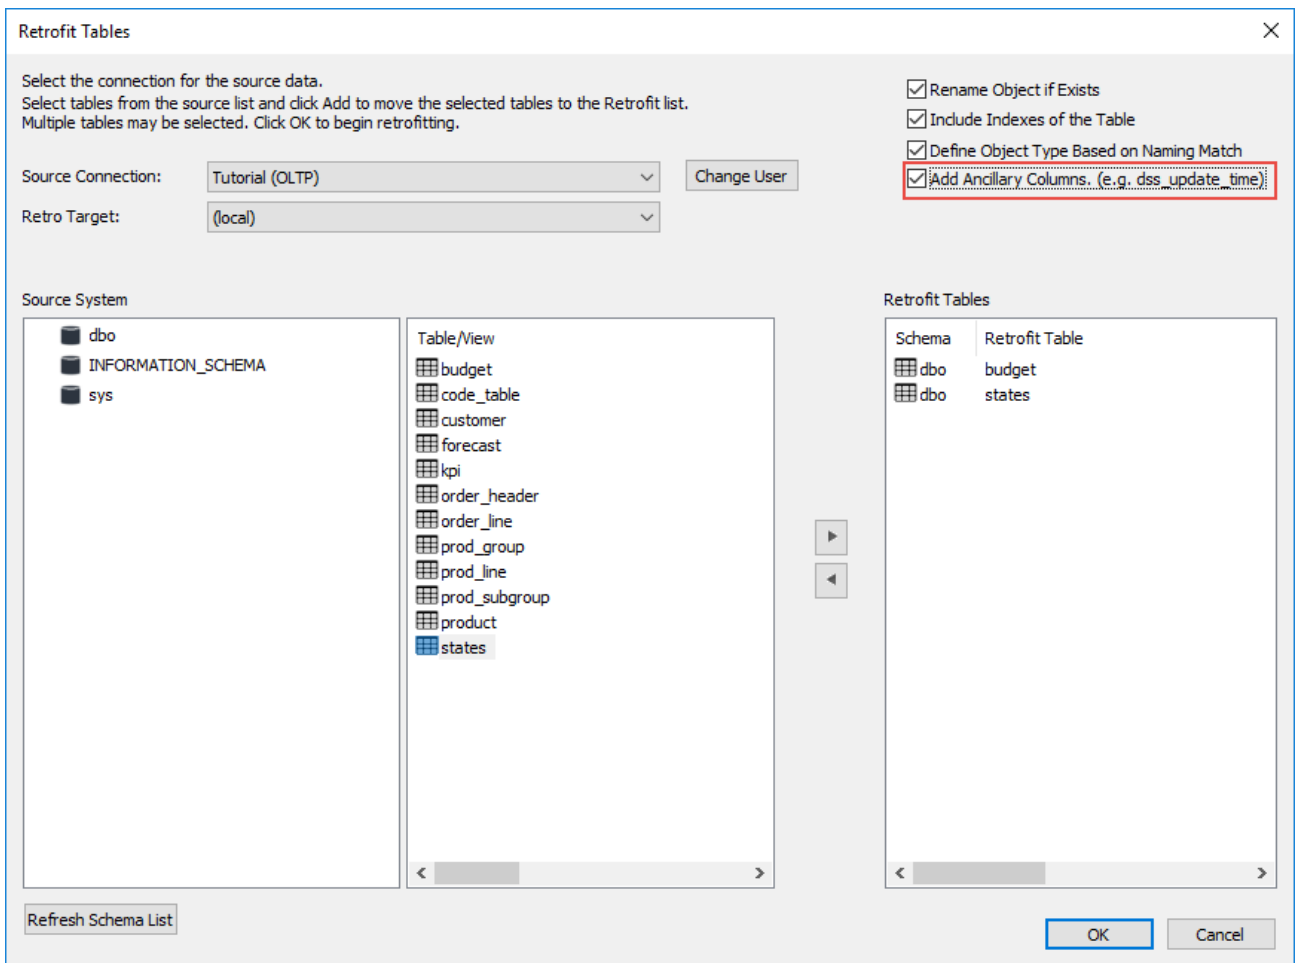 Retrofit Tables
Select the connection for the source data.
Select tables from the source list and click Add to move the selected tables to the Retrofit list.
Multiple tables may be selected. Click OK to begin retrofitting.
Rename Object if Exists
Include Indexes of the Table
Define Object Type Based on Naming Match
Add Ancillary Columns. (e.g. dss_update_time)
Source Connection:
Tutorial (OLTP)
Change User
Retro Target:
(local)
Source System
dbo
INFORMATION_SCHEMA
sys
Table/View
budget
code_table
customer
forecast
kpi
order_header
order_line
prod_group
prod_line
prod_subgroup
product
states
Retrofit Tables
Schema Retrofit Table
dbo budget
dbo states
Refresh Schema List
OK
Cancel